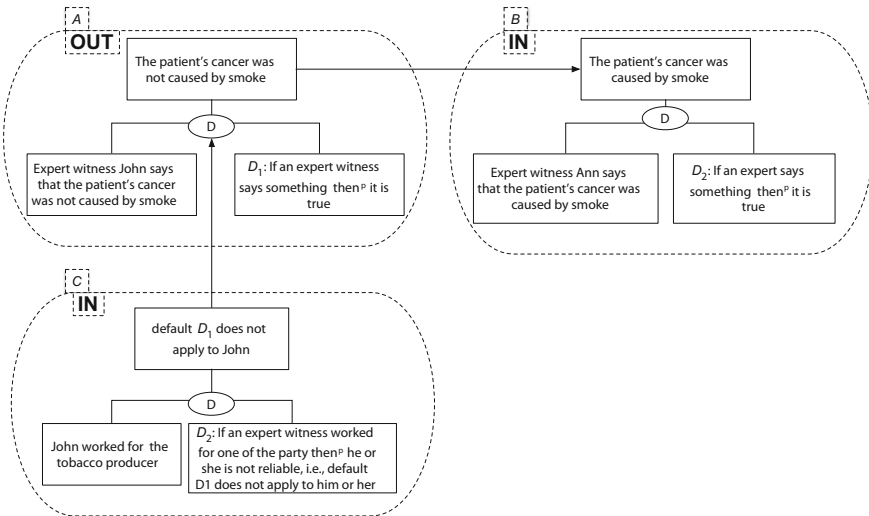 A
OUT
The patient's cancer was
not caused by smoke
D
Expert witness John says
that the patient's cancer
was not caused by smoke
D1: If an expert witness
says something then p it is
true
B
IN
The patient's cancer was
caused by smoke
D
Expert witness Ann says
that the patient's cancer was
caused by smoke
D2: If an expert says
something then p it is
true
C
IN
default D1 does not
apply to John
D
John worked for the
tobacco producer
D2: If an expert witness worked
for one of the party then p he or
she is not reliable, i.e., default
D1 does not apply to him or her